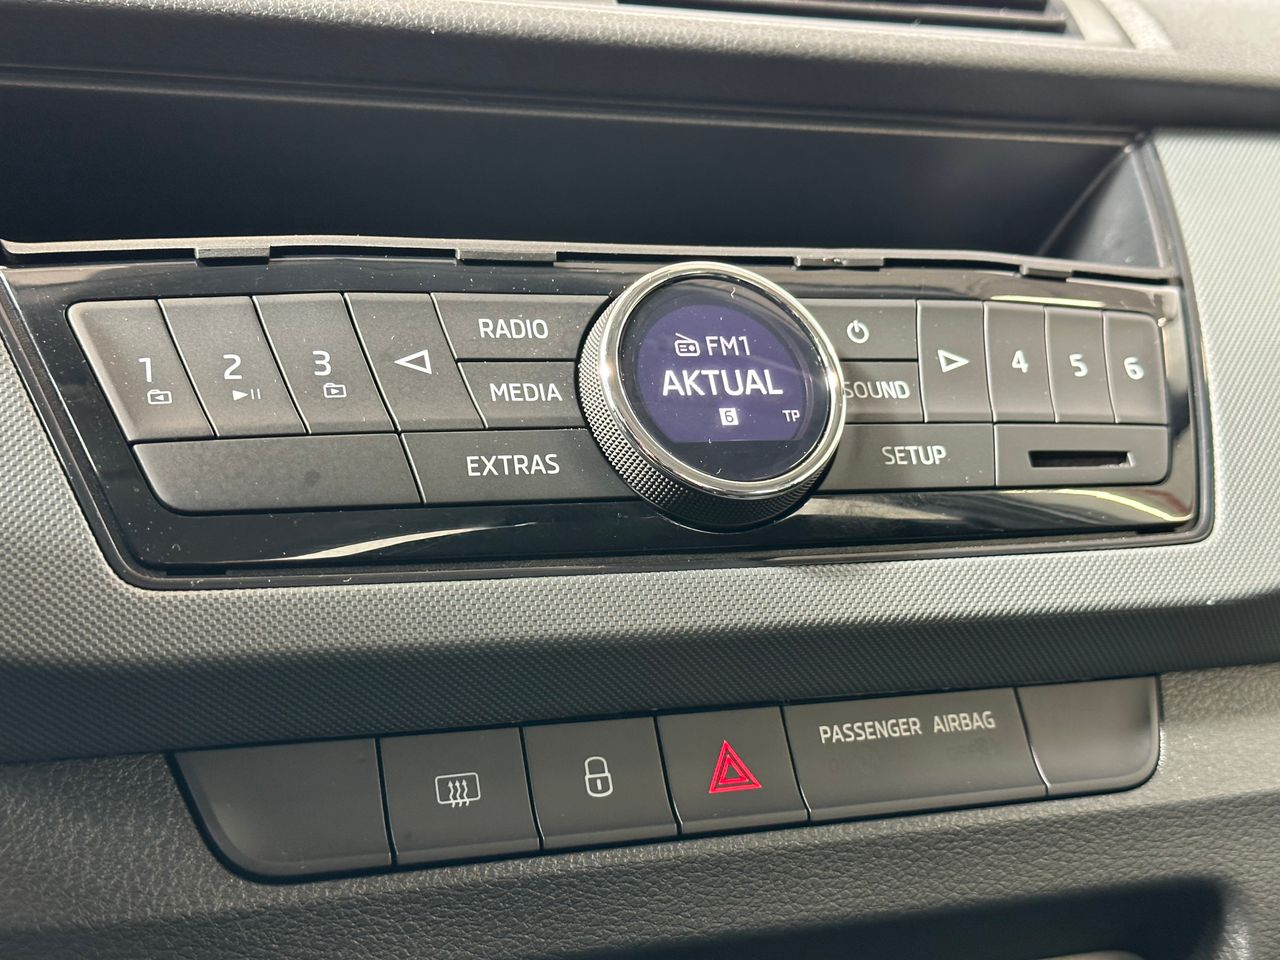 1 2 3
RADIO
MEDIA
EXTRAS
FM1
AKTUAL
6 TP
SOUND
SETUP
4 5 6
PASSENGER AIRBAG